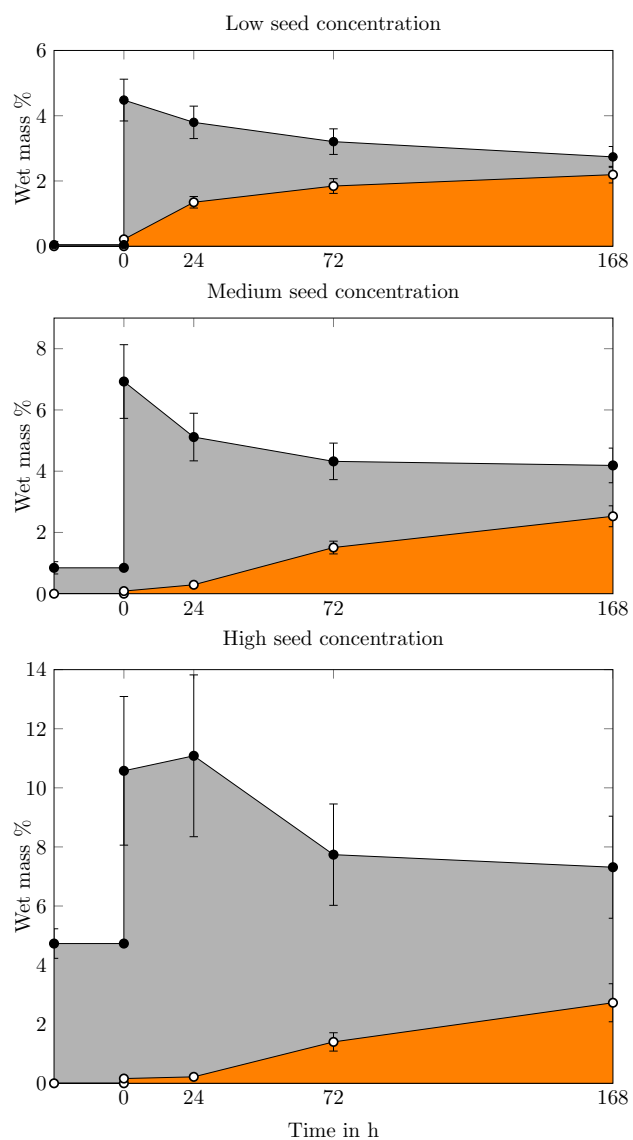 Low seed concentration
6
4
2
0
Wet mass %
0 24 72 168
Medium seed concentration
8
6
4
2
0
Wet mass %
0 24 72 168
High seed concentration
14
12
10
8
6
4
2
0
Wet mass %
0 24 72 168
Time in h